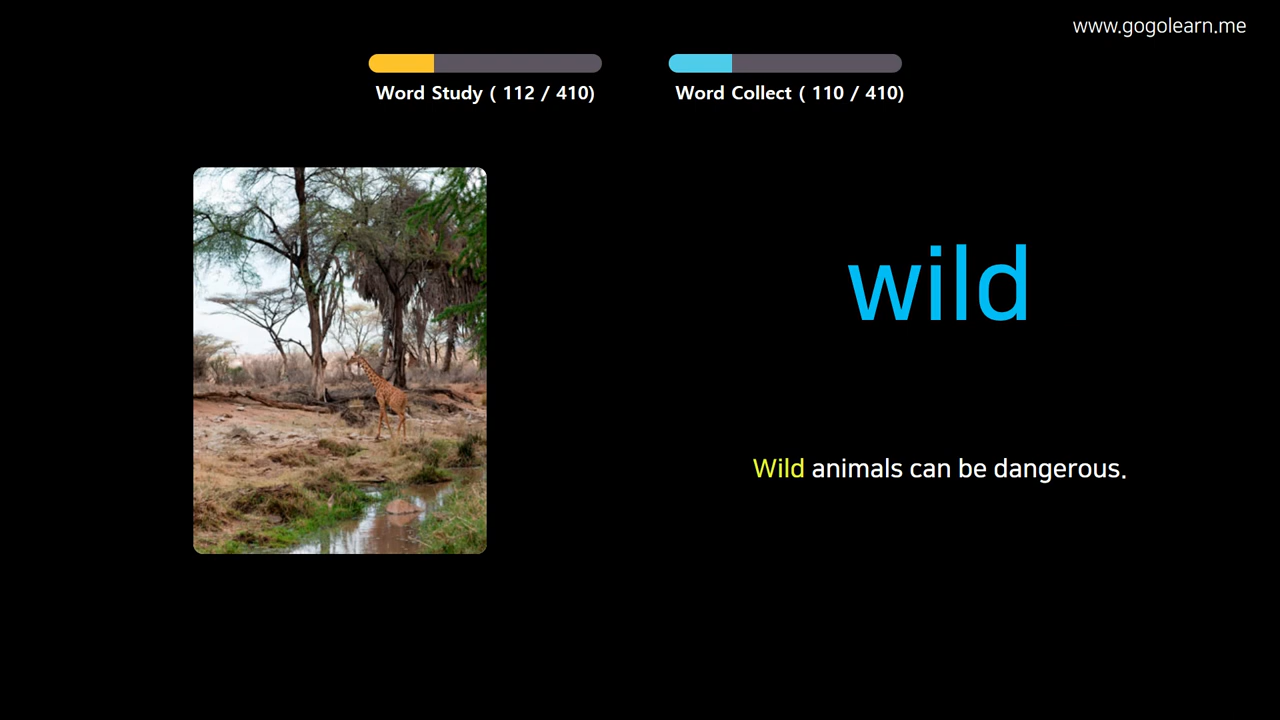 www.gogolearn.me
Word Study ( 112 / 410)
Word Collect ( 110 / 410)
wild
Wild animals can be dangerous.